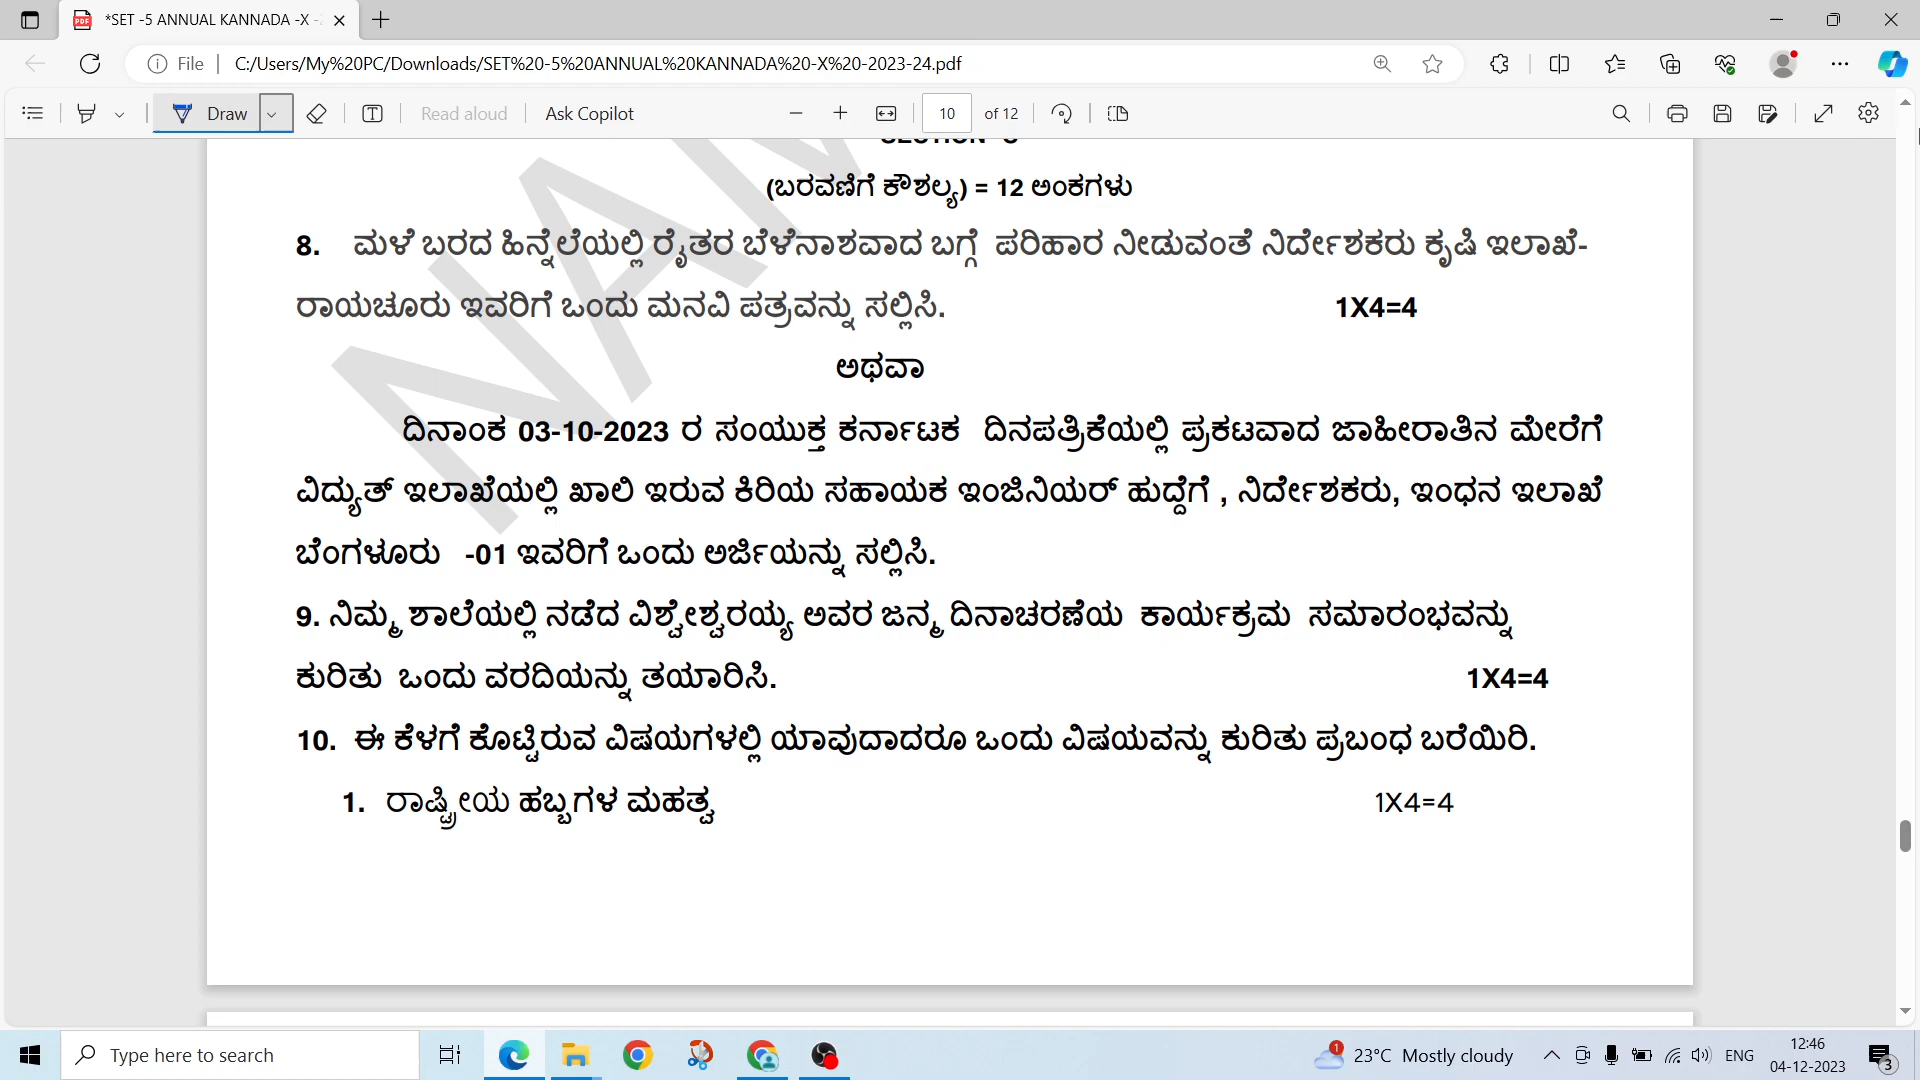 *SET -5 ANNUAL KANNADA -X -
File
C:/Users/My%20PC/Downloads/SET%20-5%20ANNUAL%20KANNADA%20-X%20-2023-24.pdf
Draw
Read aloud
Ask Copilot
10 of 12
(ಬರವಣಿಗೆ ಕೌಶಲ್ಯ) = 12 ಅಂಕಗಳು
8. ಮಳೆ ಬರದ ಹಿನ್ನೆಲೆಯಲ್ಲಿ ರೈತರ ಬೆಳೆನಾಶವಾದ ಬಗ್ಗೆ ಪರಿಹಾರ ನೀಡುವಂತೆ ನಿರ್ದೇಶಕರು ಕೃಷಿ ಇಲಾಖೆ-
ರಾಯಚೂರು ಇವರಿಗೆ ಒಂದು ಮನವಿ ಪತ್ರವನ್ನು ಸಲ್ಲಿಸಿ. 1X4=4
ಅಥವಾ
ದಿನಾಂಕ 03-10-2023 ರ ಸಂಯುಕ್ತ ಕರ್ನಾಟಕ ದಿನಪತ್ರಿಕೆಯಲ್ಲಿ ಪ್ರಕಟವಾದ ಜಾಹೀರಾತಿನ ಮೇರೆಗೆ
ವಿದ್ಯುತ್ ಇಲಾಖೆಯಲ್ಲಿ ಖಾಲಿ ಇರುವ ಕಿರಿಯ ಸಹಾಯಕ ಇಂಜಿನಿಯರ್ ಹುದ್ದೆಗೆ , ನಿರ್ದೇಶಕರು, ಇಂಧನ ಇಲಾಖೆ
ಬೆಂಗಳೂರು -01 ಇವರಿಗೆ ಒಂದು ಅರ್ಜಿಯನ್ನು ಸಲ್ಲಿಸಿ.
9. ನಿಮ್ಮ ಶಾಲೆಯಲ್ಲಿ ನಡೆದ ವಿಶ್ವೇಶ್ವರಯ್ಯ ಅವರ ಜನ್ಮ ದಿನಾಚರಣೆಯ ಕಾರ್ಯಕ್ರಮ ಸಮಾರಂಭವನ್ನು
ಕುರಿತು ಒಂದು ವರದಿಯನ್ನು ತಯಾರಿಸಿ. 1X4=4
10. ಈ ಕೆಳಗೆ ಕೊಟ್ಟಿರುವ ವಿಷಯಗಳಲ್ಲಿ ಯಾವುದಾದರೂ ಒಂದು ವಿಷಯವನ್ನು ಕುರಿತು ಪ್ರಬಂಧ ಬರೆಯಿರಿ.
1. ರಾಷ್ಟ್ರೀಯ ಹಬ್ಬಗಳ ಮಹತ್ವ 1X4=4
Type here to search
23°C Mostly cloudy
ENG
12:46
04-12-2023
3